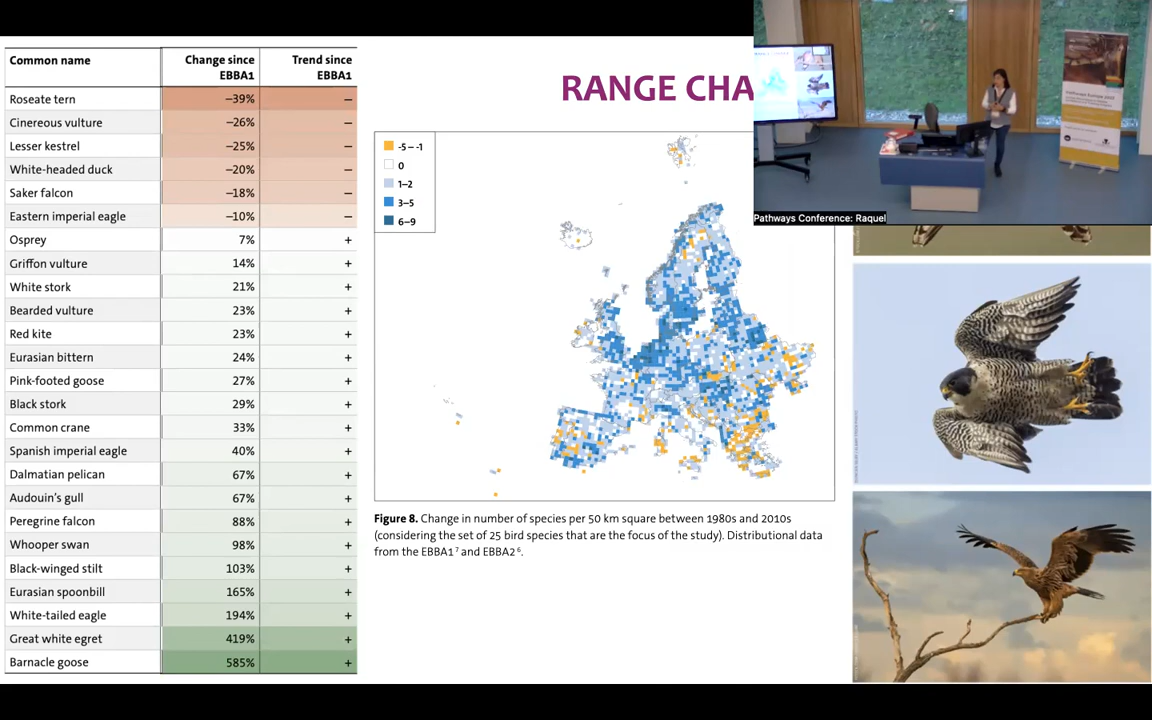 Common name Change since EBBA1 Trend since EBBA1
Roseate tern –39% –
Cinereous vulture –26% –
Lesser kestrel –25% –
White-headed duck –20% –
Saker falcon –18% –
Eastern imperial eagle –10% –
Osprey 7% +
Griffon vulture 14% +
White stork 21% +
Bearded vulture 23% +
Red kite 23% +
Eurasian bittern 24% +
Pink-footed goose 27% +
Black stork 29% +
Common crane 33% +
Spanish imperial eagle 40% +
Dalmatian pelican 67% +
Audouin's gull 67% +
Peregrine falcon 88% +
Whooper swan 98% +
Black-winged stilt 103% +
Eurasian spoonbill 165% +
White-tailed eagle 194% +
Great white egret 419% +
Barnacle goose 585% +
RANGE CHA
-5 – -1
0
1–2
3–5
6–9
Figure 8. Change in number of species per 50 km square between 1980s and 2010s
(considering the set of 25 bird species that are the focus of the study). Distributional data
from the EBBA1⁷ and EBBA2⁶.
Pathways Conference: Raquel